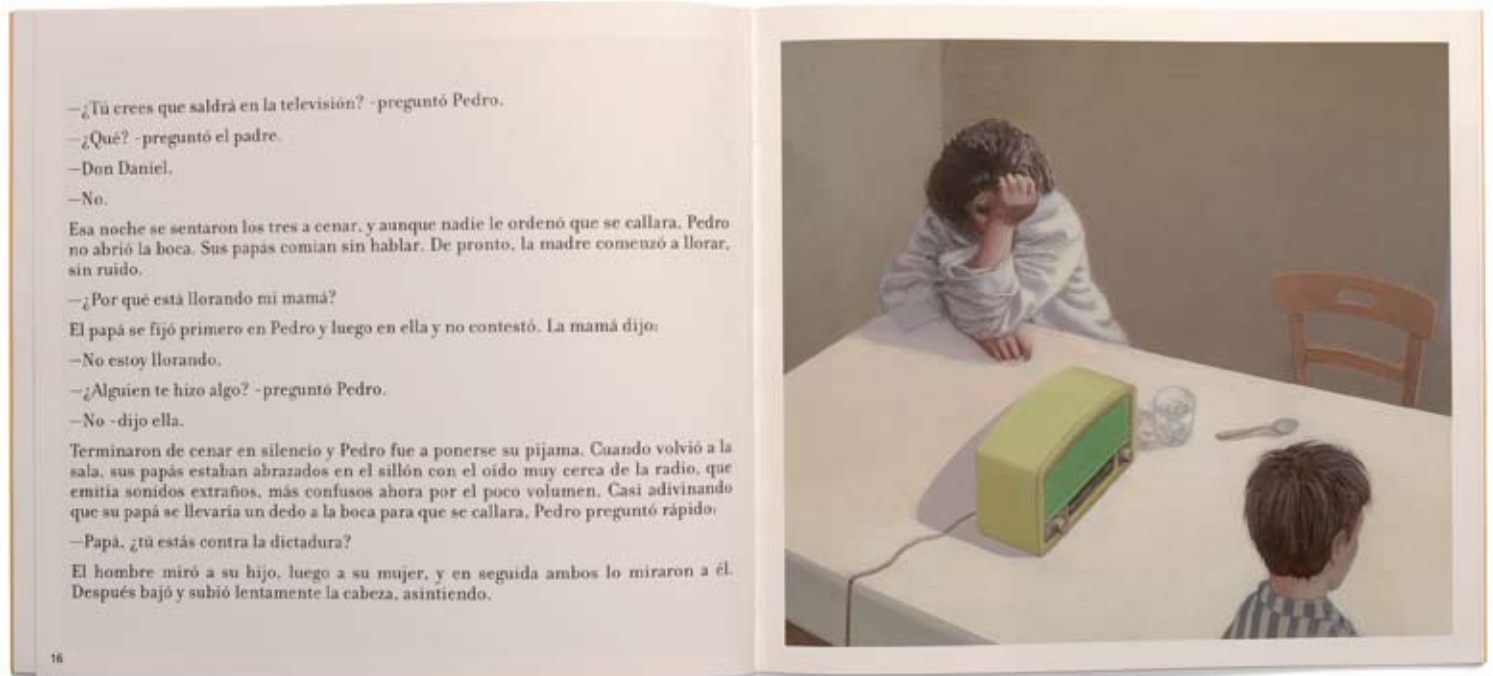 —¿Tú crees que saldrá en la televisión? -preguntó Pedro.
—¿Qué? -preguntó el padre.
—Don Daniel.
—No.
Esa noche se sentaron los tres a cenar, y aunque nadie le ordenó que se callara, Pedro
no abrió la boca. Sus papás comían sin hablar. De pronto, la madre comenzó a llorar,
sin ruido.
—¿Por qué está llorando mi mamá?
El papá se fijó primero en Pedro y luego en ella y no contestó. La mamá dijo:
—No estoy llorando.
—¿Alguien te hizo algo? -preguntó Pedro.
—No -dijo ella.
Terminaron de cenar en silencio y Pedro fue a ponerse su pijama. Cuando volvió a la
sala, sus papás estaban abrazados en el sillón con el oído muy cerca de la radio, que
emitía sonidos extraños, más confusos ahora por el poco volumen. Casi adivinando
que su papá se llevaría un dedo a la boca para que se callara, Pedro preguntó rápido:
—Papá, ¿tú estás contra la dictadura?
El hombre miró a su hijo, luego a su mujer, y en seguida ambos lo miraron a él.
Después bajó y subió lentamente la cabeza, asintiendo.
16